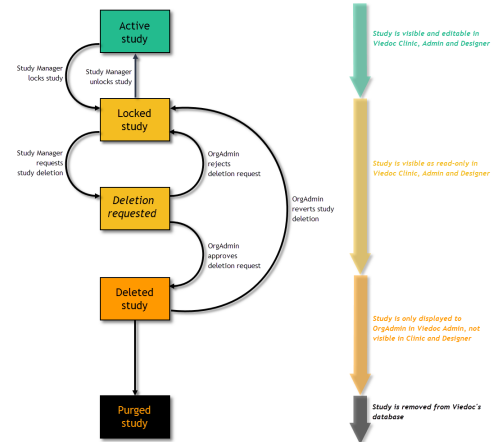 Active
study
Study is visible and editable in
Viedoc Clinic, Admin and Designer
Study Manager
locks study
Study Manager
unlocks study
Locked
study
Study Manager
requests
study deletion
OrgAdmin
rejects
deletion request
Study is visible as read-only in
Viedoc Clinic, Admin and Designer
Deletion
requested
OrgAdmin
reverts study
deletion
OrgAdmin
approves
deletion request
Deleted
study
Study is only displayed to
OrgAdmin in Viedoc Admin, not
visible in Clinic and Designer
Purged
study
Study is removed from Viedoc`s
database